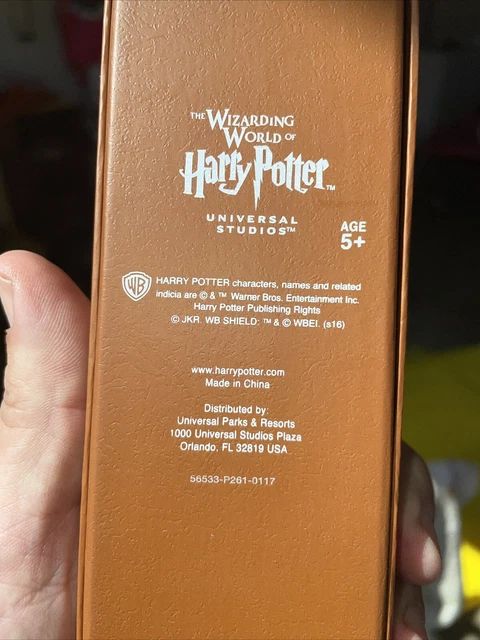 THE WIZARDING
WORLD OF
Harry Potter™
UNIVERSAL
STUDIOS™
AGE
5+
WB
HARRY POTTER characters, names and related
indicia are © & ™ Warner Bros. Entertainment Inc.
Harry Potter Publishing Rights
© JKR. WB SHIELD: ™ & © WBEI. (s16)
www.harrypotter.com
Made in China
Distributed by:
Universal Parks & Resorts
1000 Universal Studios Plaza
Orlando, FL 32819 USA
56533-P261-0117